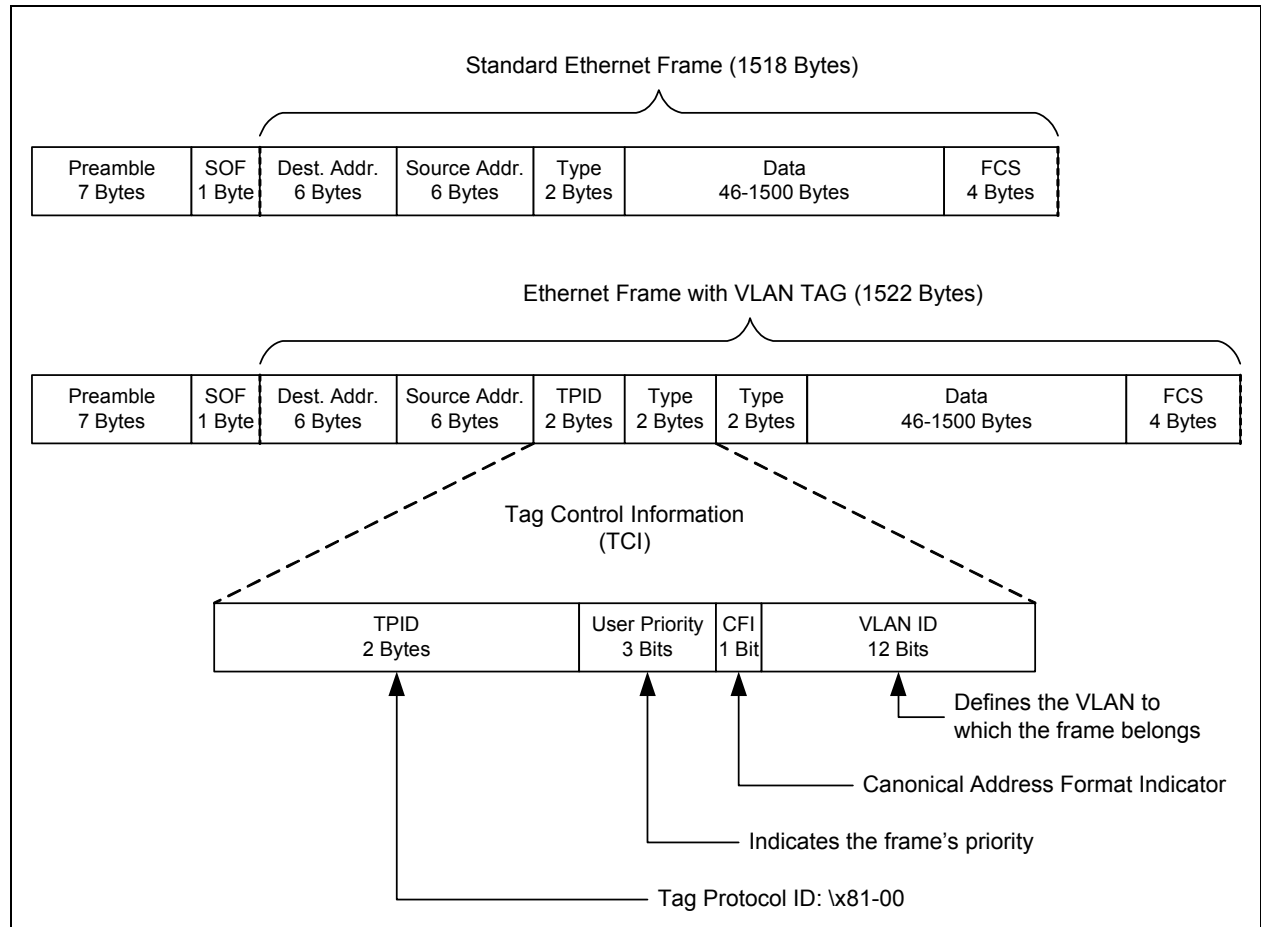 Standard Ethernet Frame (1518 Bytes)
Preamble
7 Bytes
SOF
1 Byte
Dest. Addr.
6 Bytes
Source Addr.
6 Bytes
Type
2 Bytes
Data
46-1500 Bytes
FCS
4 Bytes
Ethernet Frame with VLAN TAG (1522 Bytes)
Preamble
7 Bytes
SOF
1 Byte
Dest. Addr.
6 Bytes
Source Addr.
6 Bytes
TPID
2 Bytes
Type
2 Bytes
Type
2 Bytes
Data
46-1500 Bytes
FCS
4 Bytes
Tag Control Information
(TCI)
TPID
2 Bytes
User Priority
3 Bits
CFI
1 Bit
VLAN ID
12 Bits
Defines the VLAN to
which the frame belongs
Canonical Address Format Indicator
Indicates the frame's priority
Tag Protocol ID: \x81-00